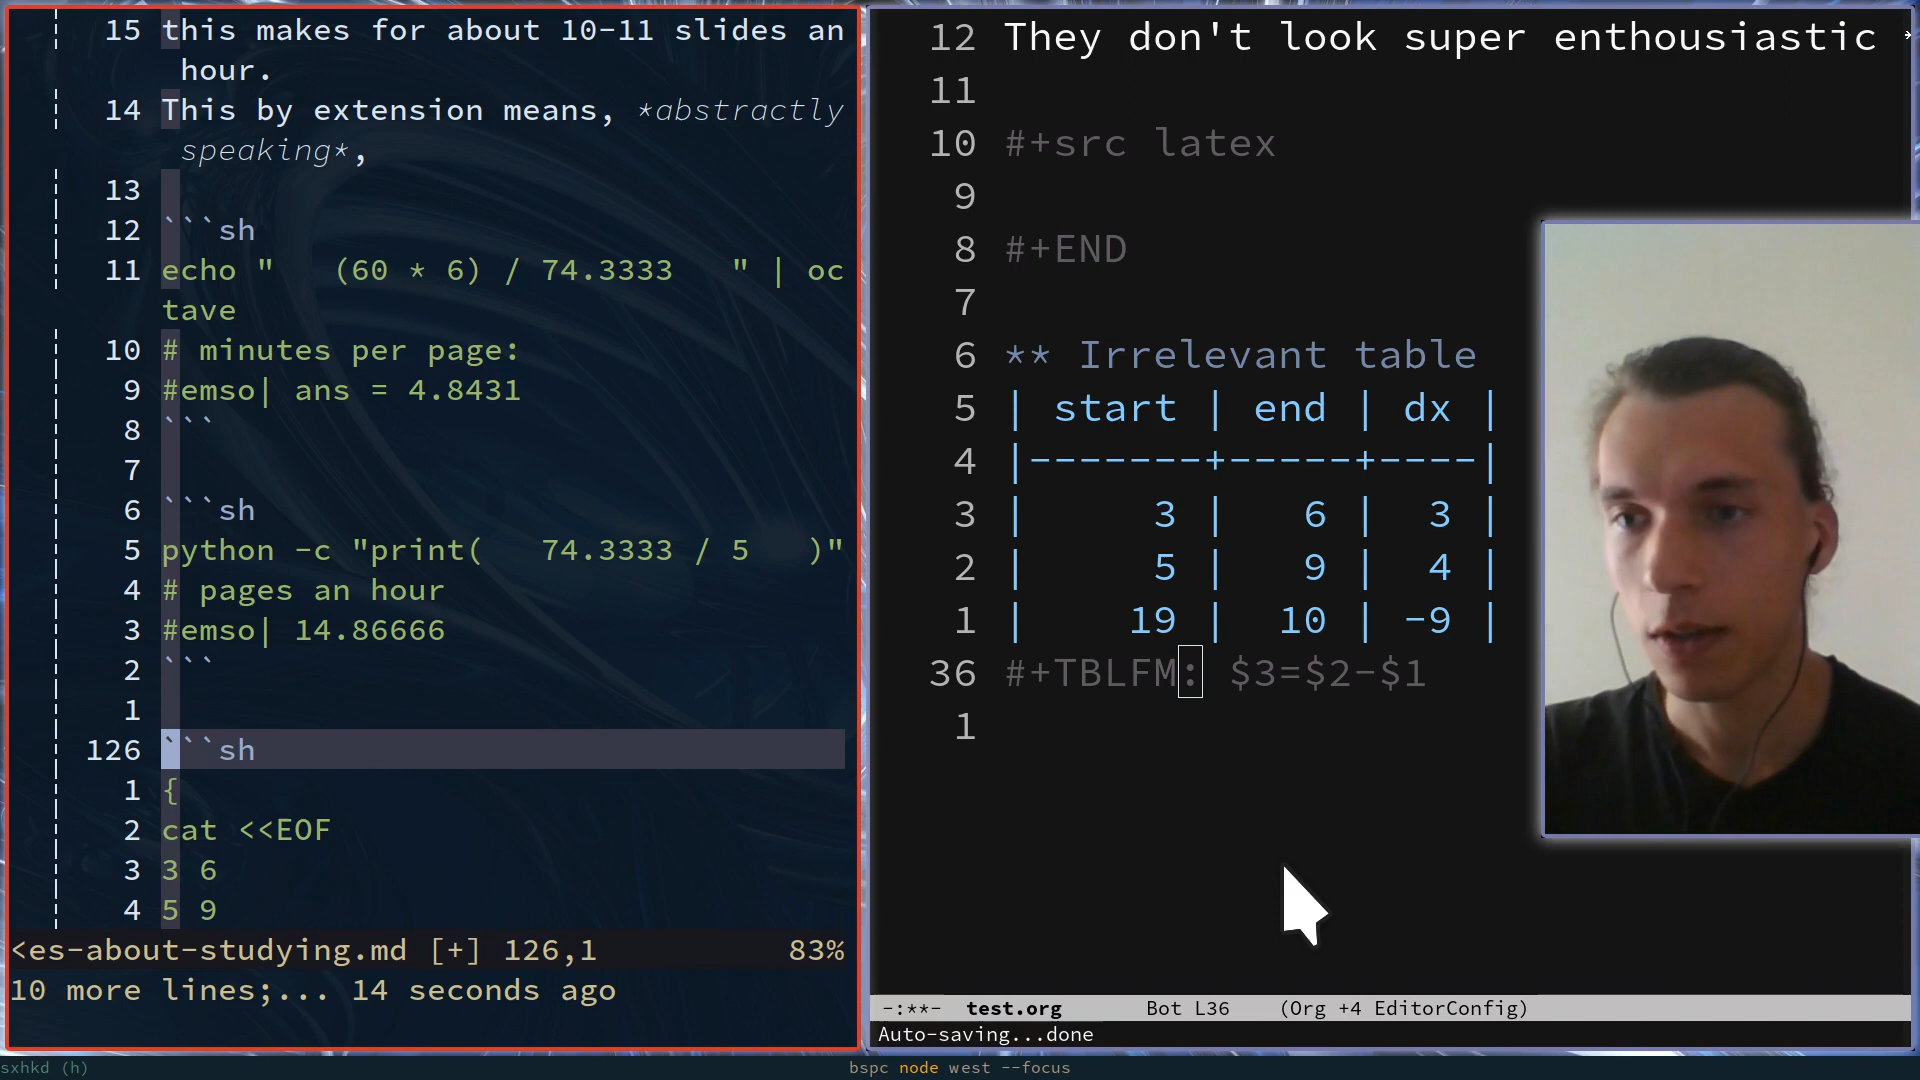 15 this makes for about 10-11 slides an
hour.
14 This by extension means, *abstractly
speaking*,
13
12 ```sh
11 echo "   (60 * 6) / 74.3333   " | oc
tave
10 # minutes per page:
9 #emso| ans = 4.8431
8 ```
7
6 ```sh
5 python -c "print(   74.3333 / 5   )"
4 # pages an hour
3 #emso| 14.86666
2 ```
1
126 ```sh
1 {
2 cat <<EOF
3 3 6
4 5 9
<es-about-studying.md [+] 126,1 83%
10 more lines;... 14 seconds ago
12 They don't look super enthousiastic
11
10 #+src latex
9
8 #+END
7
6 ** Irrelevant table
5 | start | end | dx |
4 |-------+-----+----|
3 |     3 |   6 |  3 |
2 |     5 |   9 |  4 |
1 |    19 |  10 | -9 |
36 #+TBLFM: $3=$2-$1
1
-:**- test.org Bot L36 (Org +4 EditorConfig)
Auto-saving...done
sxhkd (h) bspc node west --focus